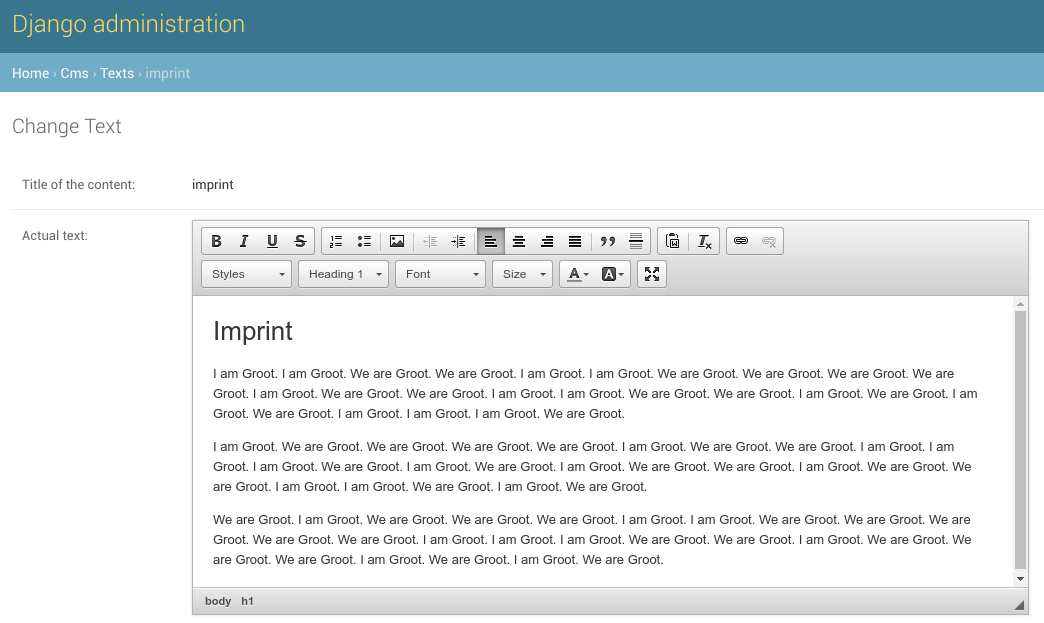 Django administration
Home › Cms › Texts › imprint
Change Text
Title of the content: imprint
Actual text:
B I U S
Styles Heading 1 Font Size A A
Imprint
I am Groot. I am Groot. We are Groot. We are Groot. I am Groot. I am Groot. We are Groot. We are Groot. We are Groot. We are
Groot. I am Groot. We are Groot. We are Groot. I am Groot. I am Groot. We are Groot. We are Groot. I am Groot. We are Groot. I am
Groot. We are Groot. I am Groot. I am Groot. I am Groot. We are Groot.
I am Groot. We are Groot. We are Groot. We are Groot. We are Groot. I am Groot. We are Groot. We are Groot. I am Groot. I am
Groot. I am Groot. We are Groot. I am Groot. We are Groot. I am Groot. We are Groot. We are Groot. I am Groot. We are Groot. We
are Groot. I am Groot. I am Groot. We are Groot. I am Groot. We are Groot.
We are Groot. I am Groot. We are Groot. We are Groot. We are Groot. I am Groot. I am Groot. We are Groot. We are Groot. We are
Groot. We are Groot. We are Groot. I am Groot. I am Groot. I am Groot. We are Groot. We are Groot. I am Groot. We are Groot. We
are Groot. We are Groot. I am Groot. We are Groot. I am Groot. We are Groot.
body h1